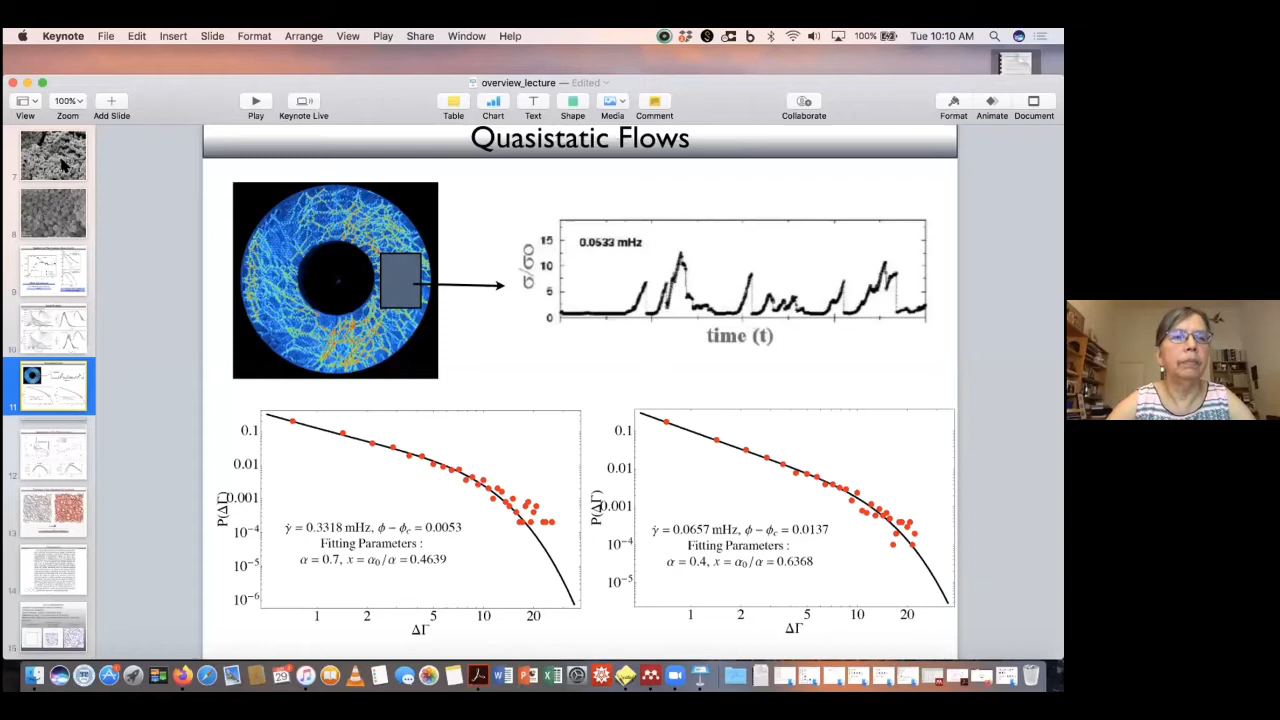 Keynote File Edit Insert Slide Format Arrange View Play Share Window Help 100% Tue 10:10 AM
overview_lecture — Edited
100%
View Zoom Add Slide Play Keynote Live Table Chart Text Shape Media Comment Collaborate Format Animate Document
7
8
9
10
11
12
13
14
15
Quasistatic Flows
0.0533 mHz
σ/σ0
15
10
5
0
time (t)
0.1
0.01
0.001
10⁻⁴
10⁻⁵
10⁻⁶
P(ΔΓ)
γ̇ = 0.3318 mHz, ϕ − ϕc = 0.0053
Fitting Parameters :
α = 0.7, x = α0/α = 0.4639
1 2 5 10 20
ΔΓ
0.1
0.01
0.001
10⁻⁴
10⁻⁵
P(ΔΓ)
γ̇ = 0.0657 mHz, ϕ − ϕc = 0.0137
Fitting Parameters :
α = 0.4, x = α0/α = 0.6368
1 2 5 10 20
ΔΓ